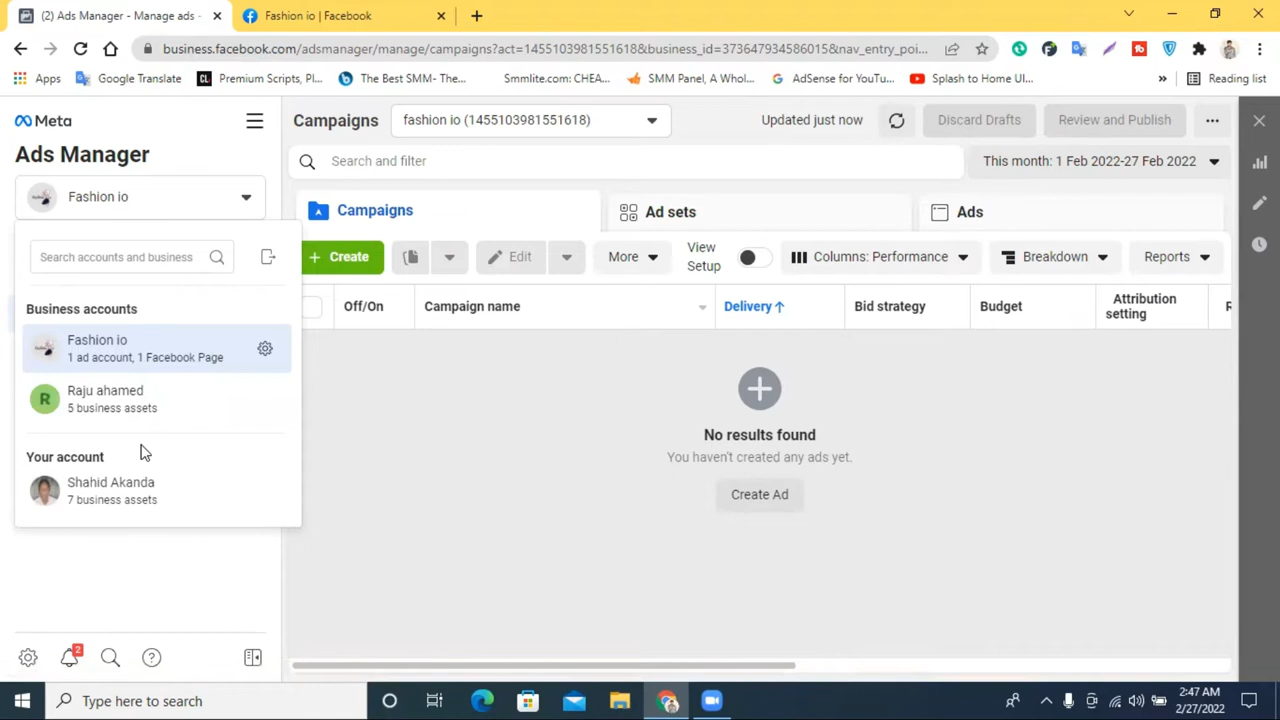 (2) Ads Manager - Manage ads -
Fashion io | Facebook
business.facebook.com/adsmanager/manage/campaigns?act=1455103981551618&business_id=373647934586015&nav_entry_poi...
Apps
Google Translate
Premium Scripts, Pl...
The Best SMM- The...
Smmlite.com: CHEA...
SMM Panel, A Whol...
AdSense for YouTu...
Splash to Home UI...
»
Reading list
Meta
Ads Manager
Fashion io
Search accounts and business
Business accounts
Fashion io
1 ad account, 1 Facebook Page
R
Raju ahamed
5 business assets
Your account
Shahid Akanda
7 business assets
2
Campaigns
fashion io (1455103981551618)
Updated just now
Discard Drafts
Review and Publish
Search and filter
This month: 1 Feb 2022-27 Feb 2022
Campaigns
Ad sets
Ads
+ Create
Edit
More
View
Setup
Columns: Performance
Breakdown
Reports
Off/On
Campaign name
Delivery ↑
Bid strategy
Budget
Attribution
setting
R
No results found
You haven't created any ads yet.
Create Ad
Type here to search
2:47 AM
2/27/2022